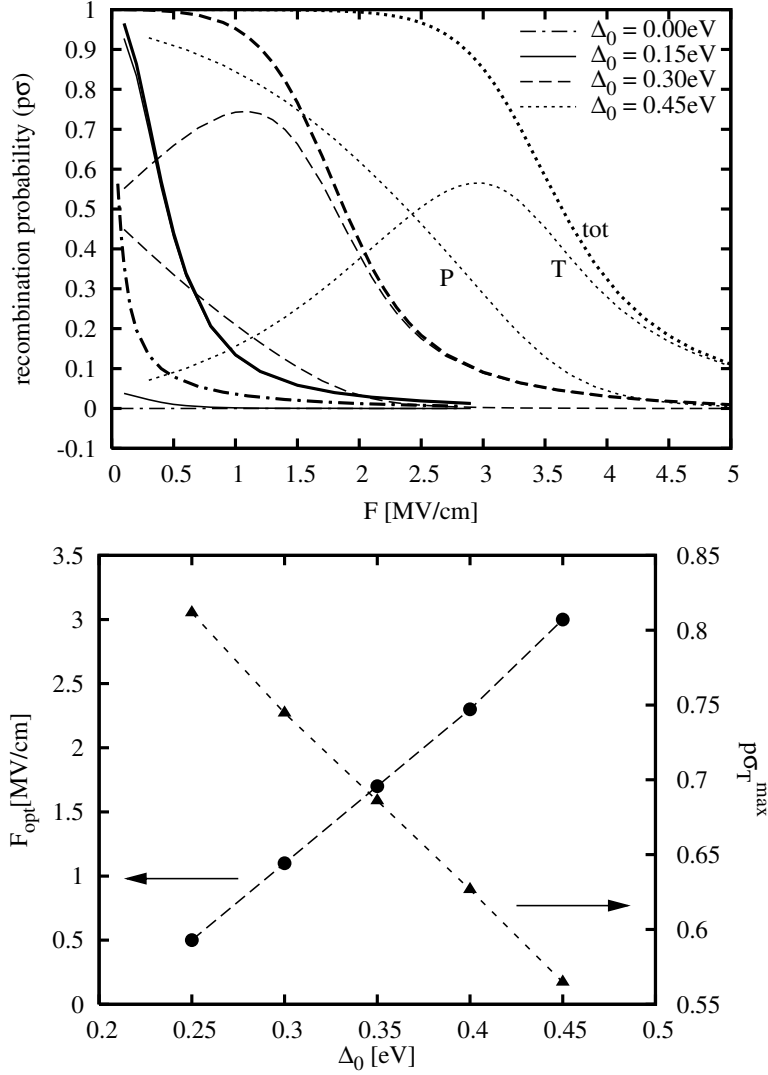 1
0.9
0.8
0.7
0.6
0.5
0.4
0.3
0.2
0.1
0
-0.1
recombination probability (pσ)
Δ0 = 0.00eV
Δ0 = 0.15eV
Δ0 = 0.30eV
Δ0 = 0.45eV
tot
P
T
0 0.5 1 1.5 2 2.5 3 3.5 4 4.5 5
F [MV/cm]
3.5
3
2.5
2
1.5
1
0.5
0
Fopt[MV/cm]
0.85
0.8
0.75
0.7
0.65
0.6
0.55
pσT max
0.2 0.25 0.3 0.35 0.4 0.45 0.5
Δ0 [eV]